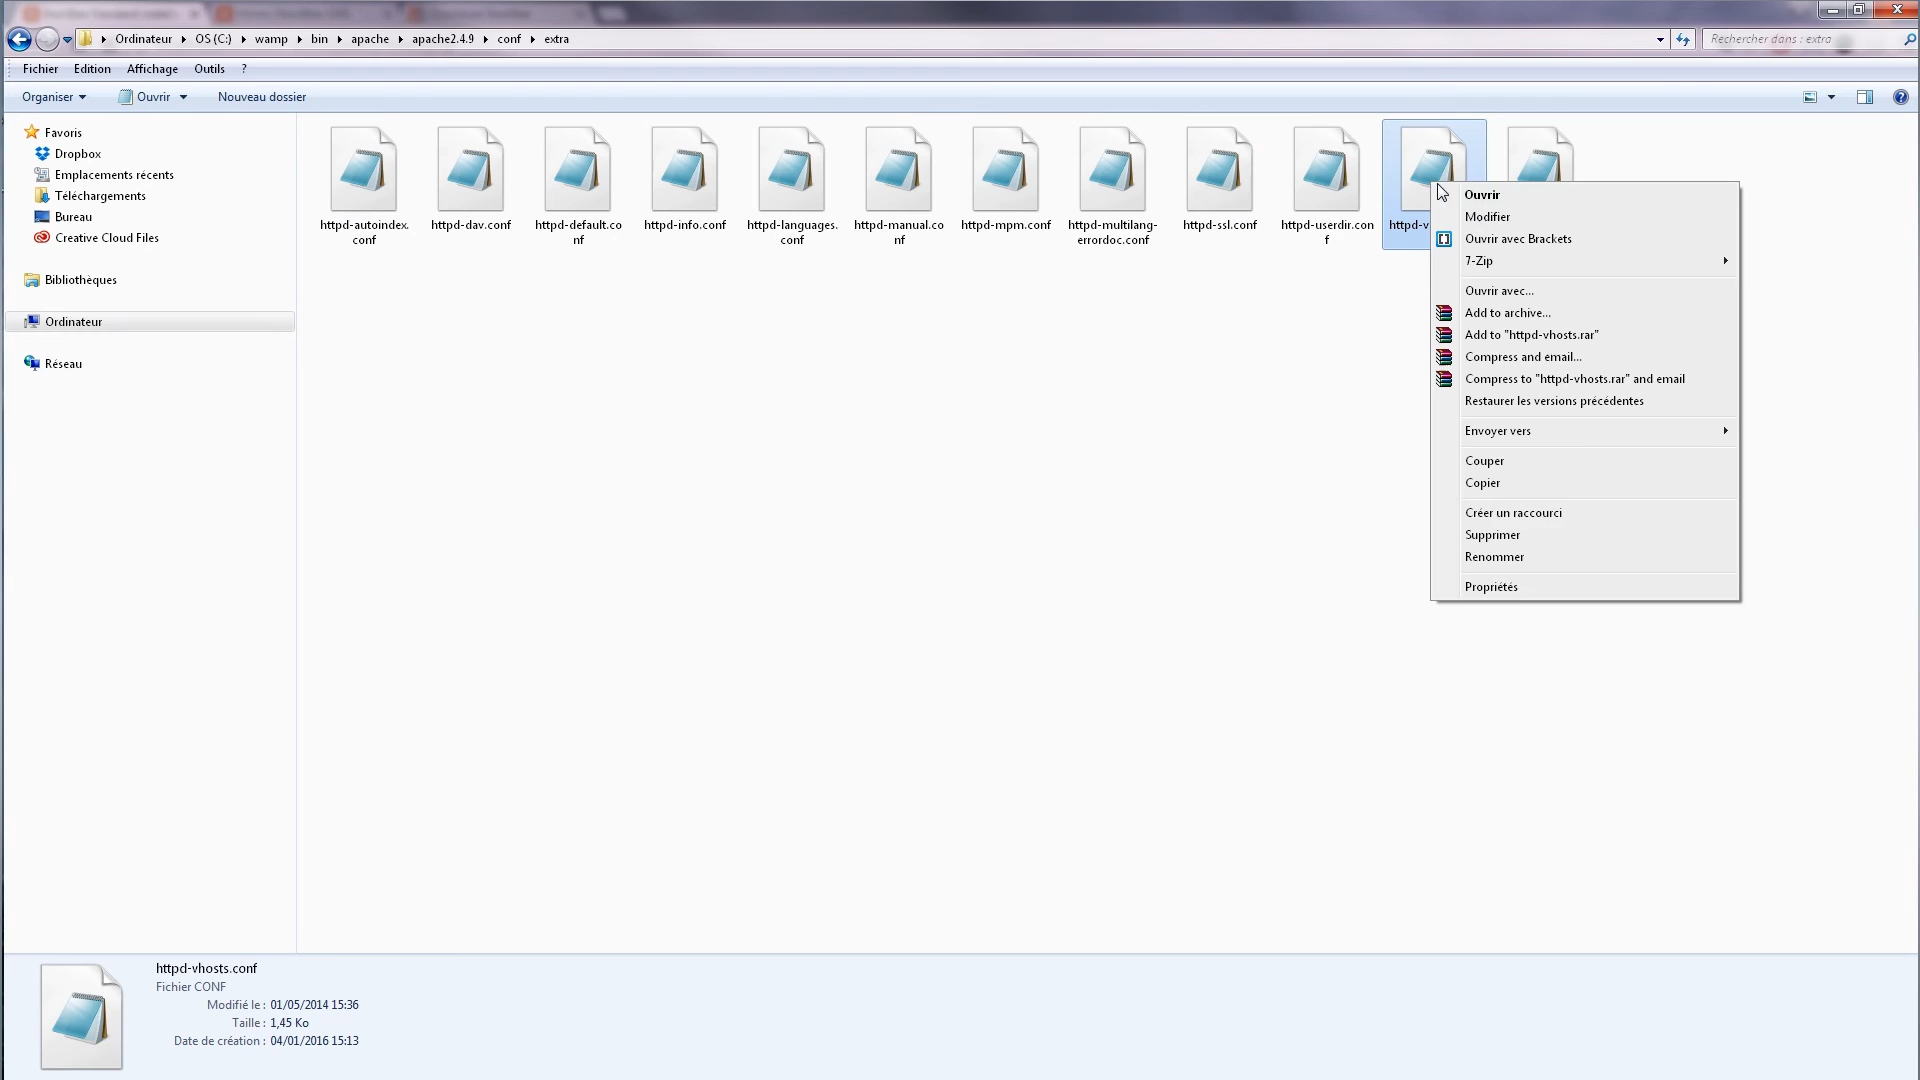 Ordinateur OS (C:) wamp bin apache apache2.4.9 conf extra
Rechercher dans : extra
Fichier Edition Affichage Outils ?
Organiser Ouvrir Nouveau dossier
Favoris
Dropbox
Emplacements récents
Téléchargements
Bureau
Creative Cloud Files
Bibliothèques
Ordinateur
Réseau
httpd-autoindex.
conf
httpd-dav.conf
httpd-default.co
nf
httpd-info.conf
httpd-languages.
conf
httpd-manual.co
nf
httpd-mpm.conf
httpd-multilang-
errordoc.conf
httpd-ssl.conf
httpd-userdir.con
f
httpd-v
Ouvrir
Modifier
Ouvrir avec Brackets
7-Zip
Ouvrir avec...
Add to archive...
Add to "httpd-vhosts.rar"
Compress and email...
Compress to "httpd-vhosts.rar" and email
Restaurer les versions précédentes
Envoyer vers
Couper
Copier
Créer un raccourci
Supprimer
Renommer
Propriétés
httpd-vhosts.conf
Fichier CONF
Modifié le : 01/05/2014 15:36
Taille : 1,45 Ko
Date de création : 04/01/2016 15:13